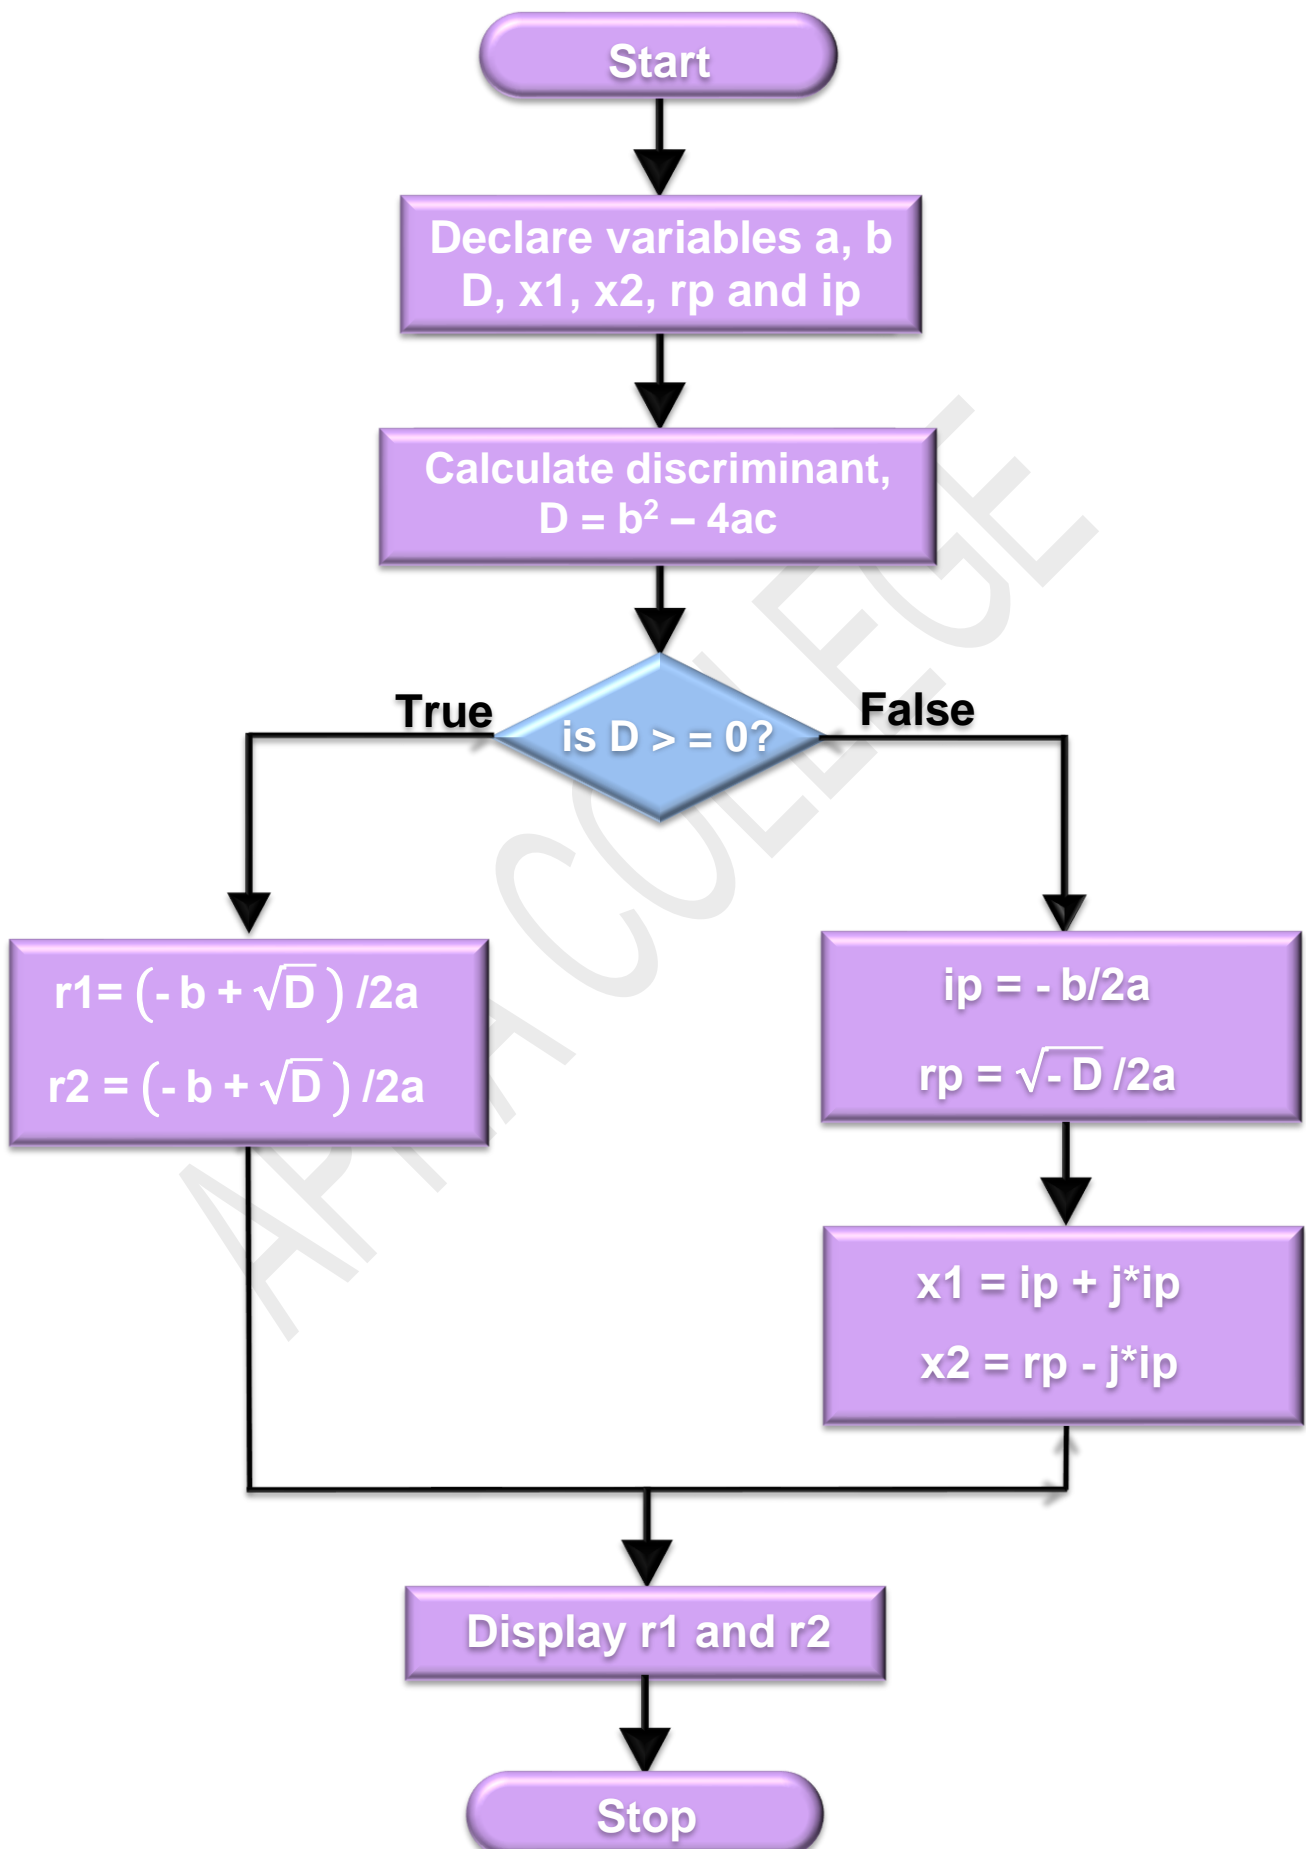 Start
Declare variables a, b
D, x1, x2, rp and ip
Calculate discriminant,
D = b² – 4ac
True
is D > = 0?
False
r1= (- b + √D ) /2a
r2 = (- b + √D ) /2a
ip = - b/2a
rp = √- D /2a
x1 = ip + j*ip
x2 = rp - j*ip
Display r1 and r2
Stop